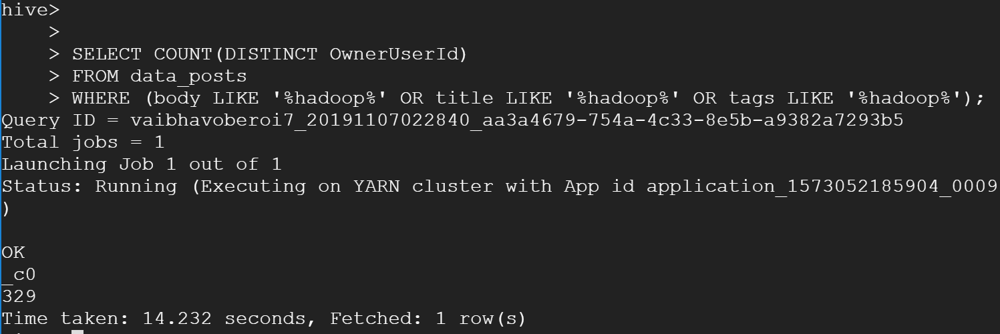 hive>
    >
    > SELECT COUNT(DISTINCT OwnerUserId)
    > FROM data_posts
    > WHERE (body LIKE '%hadoop%' OR title LIKE '%hadoop%' OR tags LIKE '%hadoop%');
Query ID = vaibhavoberoi7_20191107022840_aa3a4679-754a-4c33-8e5b-a9382a7293b5
Total jobs = 1
Launching Job 1 out of 1
Status: Running (Executing on YARN cluster with App id application_1573052185904_0009
)
OK
_c0
329
Time taken: 14.232 seconds, Fetched: 1 row(s)